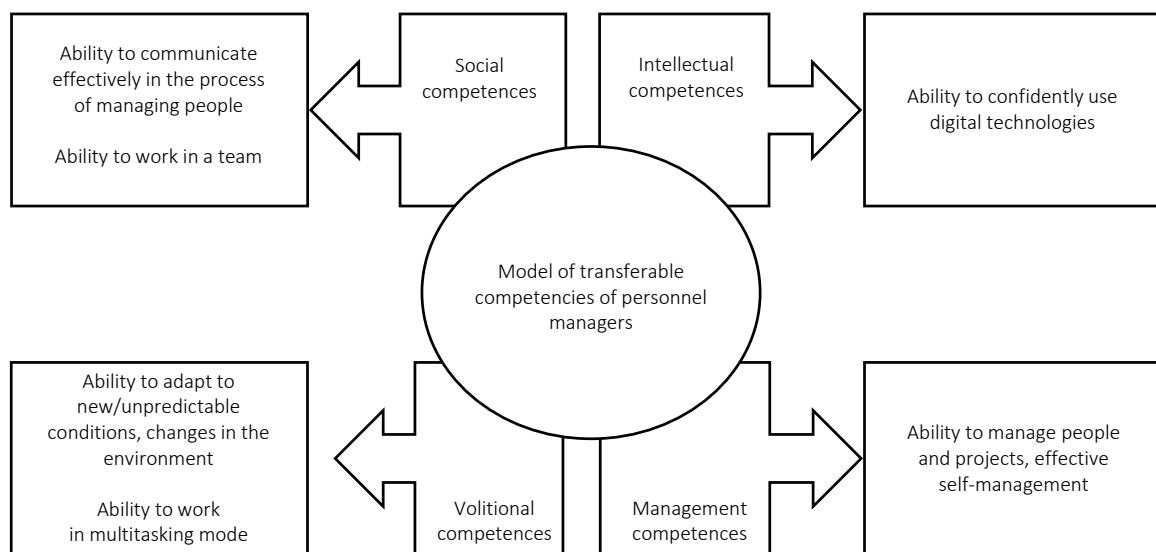 Ability to communicate
effectively in the process
of managing people
Ability to work in a team
Social
competences
Intellectual
competences
Ability to confidently use
digital technologies
Model of transferable
competencies of personnel
managers
Ability to adapt to
new/unpredictable
conditions, changes in the
environment
Ability to work
in multitasking mode
Volitional
competences
Management
competences
Ability to manage people
and projects, effective
self-management